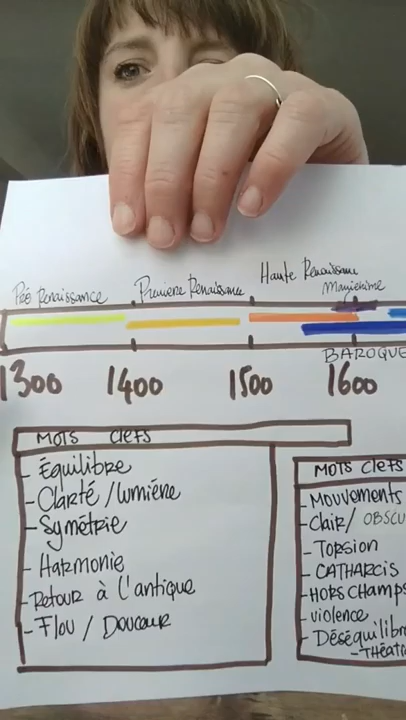 Pré Renaissance
Première Renaissance
Haute Renaissance
Maniérisme
BAROQUE
1300 1400 1500 1600
MOTS CLEFS
- Équilibre
- Clarté / lumière
- Symétrie
- Harmonie
- Retour à l'antique
- Flou / Douceur
MOTS CLEFS
- Mouvements
- Clair / OBSCU
- Torsion
- CATHARCIS
- HORS CHAMPS
- violence
- Déséquilibr
- THÉATR